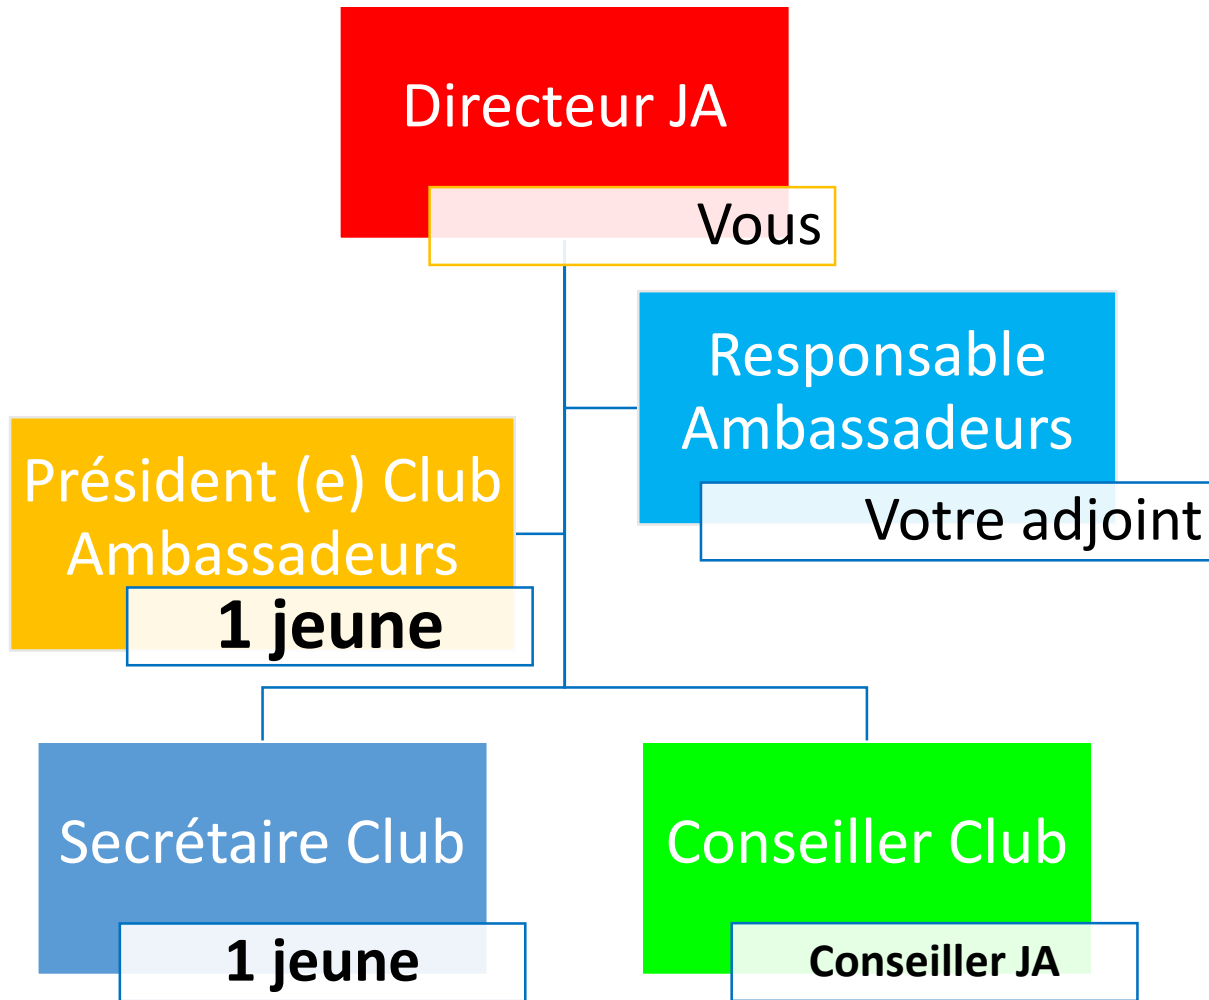 Directeur JA
Vous
Responsable
Ambassadeurs
Votre adjoint
Président (e) Club
Ambassadeurs
1 jeune
Secrétaire Club
1 jeune
Conseiller Club
Conseiller JA